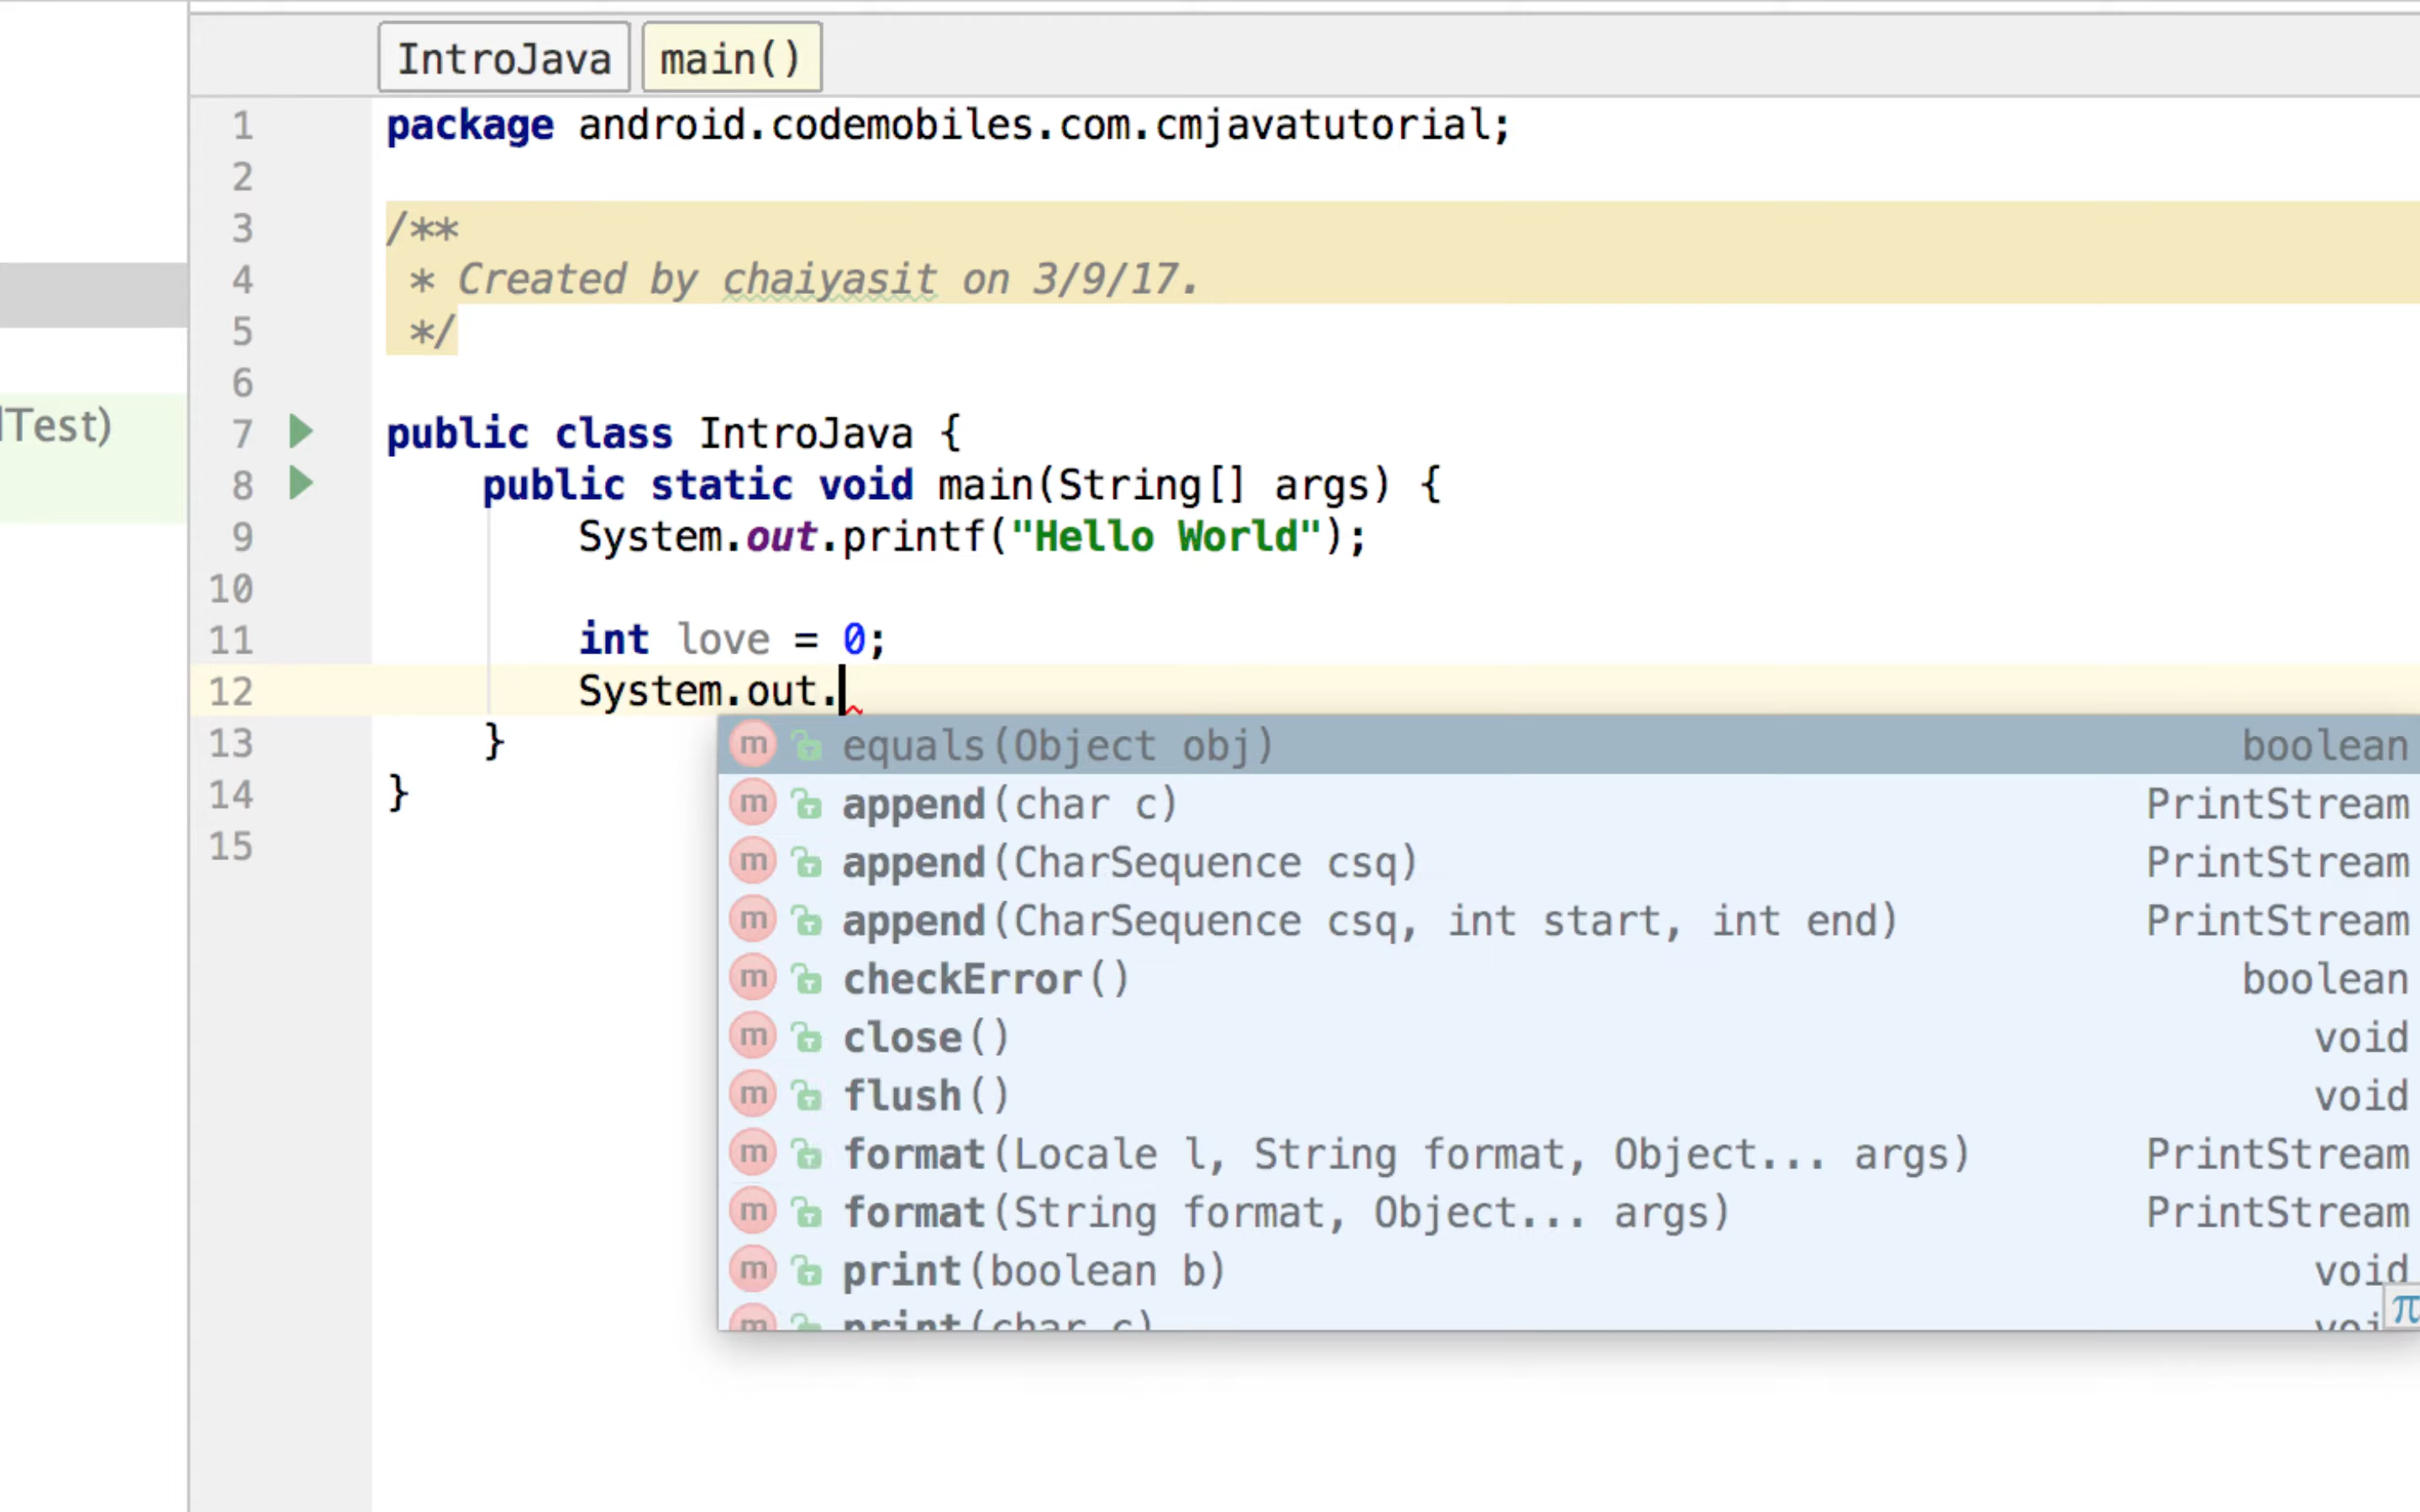 IntroJava main()
1 package android.codemobiles.com.cmjavatutorial;
2
3 /**
4 * Created by chaiyasit on 3/9/17.
5 */
6
Test)
7 public class IntroJava {
8 public static void main(String[] args) {
9 System.out.printf("Hello World");
10
11 int love = 0;
12 System.out.
13 }
14 }
15
m equals(Object obj) boolean
m append(char c) PrintStream
m append(CharSequence csq) PrintStream
m append(CharSequence csq, int start, int end) PrintStream
m checkError() boolean
m close() void
m flush() void
m format(Locale l, String format, Object... args) PrintStream
m format(String format, Object... args) PrintStream
m print(boolean b) void
m print(char c) voi
π